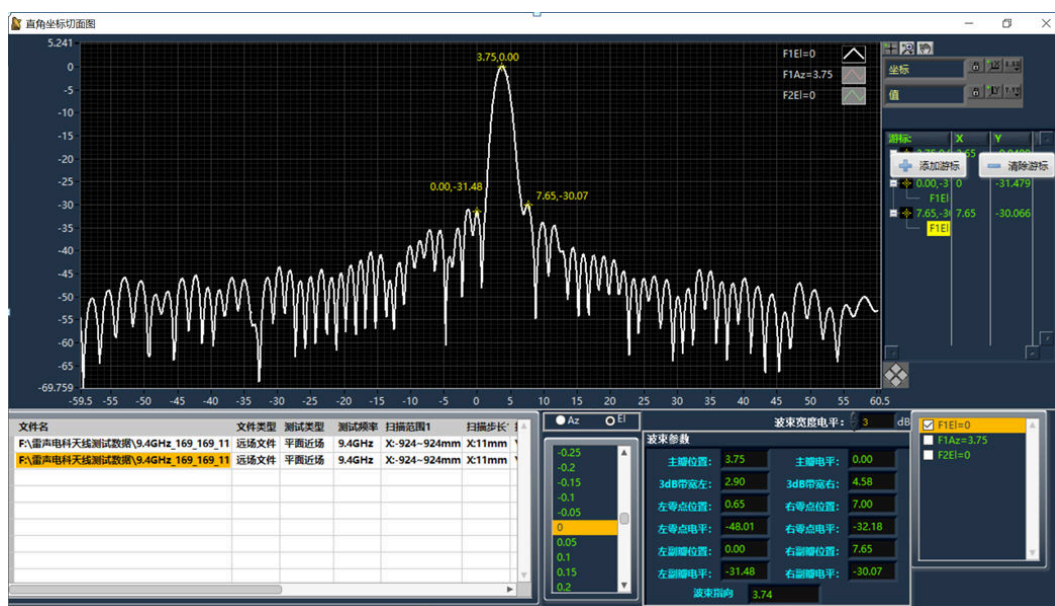 直角坐标切面图
5.241
0
-5
-10
-15
-20
-25
-30
-35
-40
-45
-50
-55
-60
-65
-69.759
3.75,0.00
0.00,-31.48
7.65,-30.07
F1El=0
F1Az=3.75
F2El=0
-59.5 -55 -50 -45 -40 -35 -30 -25 -20 -15 -10 -5 0 5 10 15 20 25 30 35 40 45 50 55 60.5
坐标
值
游标: X Y
添加游标 清除游标
0.00,-3 0 -31.479
F1El
7.65,-3 7.65 -30.066
F1El
文件名 文件类型 测试类型 测试频率 扫描范围1 扫描步长
F:\雷声电科天线测试数据\9.4GHz_169_169_11 远场文件 平面近场 9.4GHz X:-924~924mm X:11mm
F:\雷声电科天线测试数据\9.4GHz_169_169_11 远场文件 平面近场 9.4GHz X:-924~924mm X:11mm
Az El
-0.25
-0.2
-0.15
-0.1
-0.05
0
0.05
0.1
0.15
0.2
波束宽度电平: 3 dB
波束参数
主瓣位置: 3.75 主瓣电平: 0.00
3dB带宽左: 2.90 3dB带宽右: 4.58
左零点位置: 0.65 右零点位置: 7.00
左零点电平: -48.01 右零点电平: -32.18
左副瓣位置: 0.00 右副瓣位置: 7.65
左副瓣电平: -31.48 右副瓣电平: -30.07
波束指向 3.74
F1El=0
F1Az=3.75
F2El=0